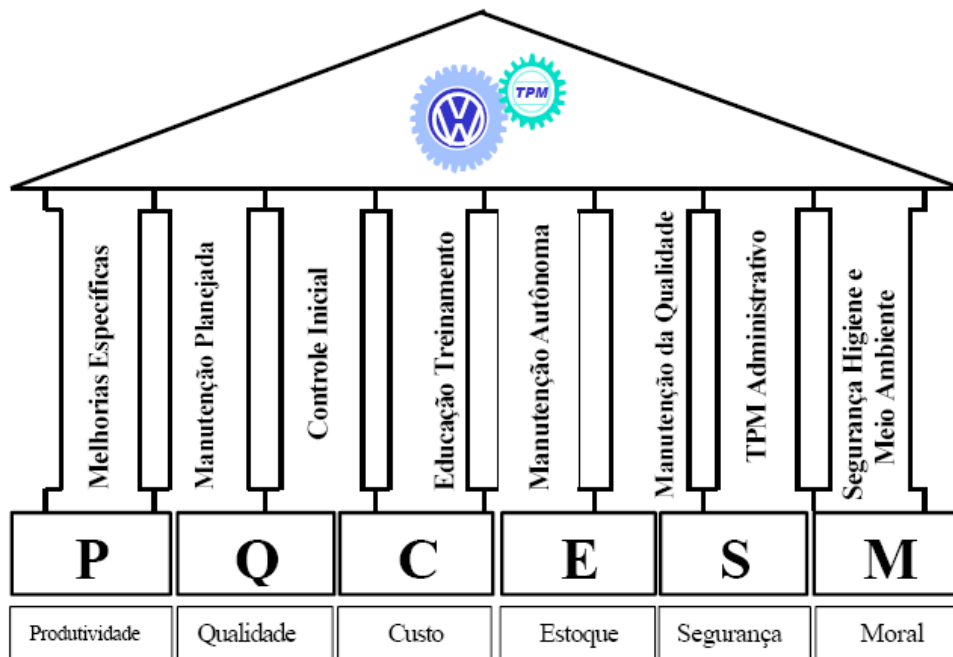 TPM
Melhorias Específicas
Manutenção Planejada
Controle Inicial
Educação Treinamento
Manutenção Autônoma
Manutenção da Qualidade
TPM Administrativo
Segurança Higiene e
Meio Ambiente
P
Q
C
E
S
M
Produtividade
Qualidade
Custo
Estoque
Segurança
Moral